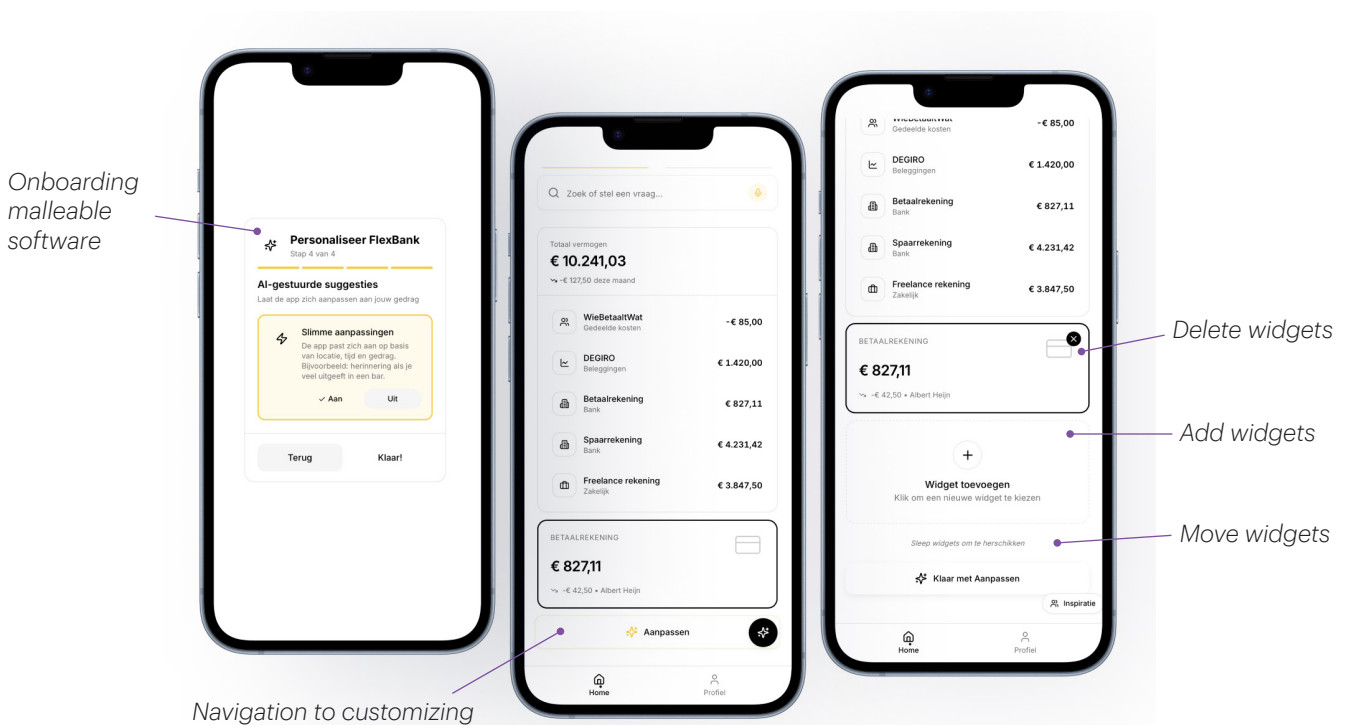 Onboarding
malleable
software
Personaliseer FlexBank
Stap 4 van 4
AI-gestuurde suggesties
Laat de app zich aanpassen aan jouw gedrag
Slimme aanpassingen
De app past zich aan op basis
van locatie, tijd en gedrag.
Bijvoorbeeld: herinnering als je
veel uitgeeft in een bar.
Aan
Uit
Terug
Klaar!
Zoek of stel een vraag...
Totaal vermogen
€ 10.241,03
-€ 127,50 deze maand
WieBetaaltWat
Gedeelde kosten
-€ 85,00
DEGIRO
Beleggingen
€ 1.420,00
Betaalrekening
Bank
€ 827,11
Spaarrekening
Bank
€ 4.231,42
Freelance rekening
Zakelijk
€ 3.847,50
BETAALREKENING
€ 827,11
-€ 42,50 • Albert Heijn
Aanpassen
Home
Profiel
Navigation to customizing
WieBetaaltWat
Gedeelde kosten
-€ 85,00
DEGIRO
Beleggingen
€ 1.420,00
Betaalrekening
Bank
€ 827,11
Spaarrekening
Bank
€ 4.231,42
Freelance rekening
Zakelijk
€ 3.847,50
BETAALREKENING
€ 827,11
-€ 42,50 • Albert Heijn
Widget toevoegen
Klik om een nieuwe widget te kiezen
Sleep widgets om te herschikken
Klaar met Aanpassen
Inspiratie
Home
Profiel
Delete widgets
Add widgets
Move widgets